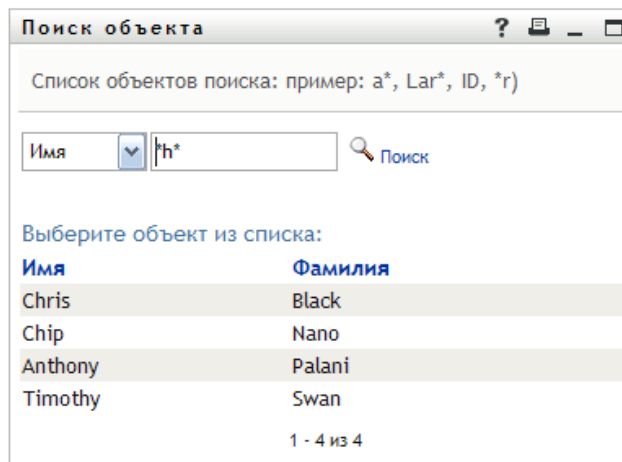 Поиск объекта ?
Список объектов поиска: пример: a*, Lar*, ID, *r)
Имя *h* Поиск
Выберите объект из списка:
Имя Фамилия
Chris Black
Chip Nano
Anthony Palani
Timothy Swan
1 - 4 из 4